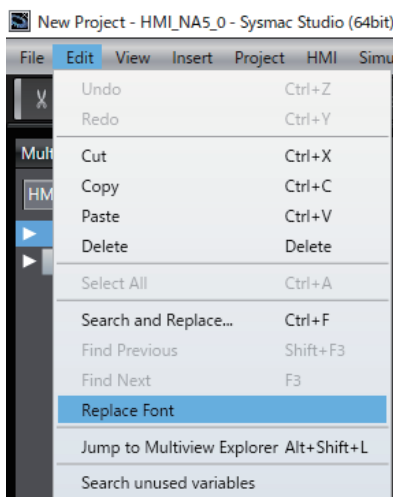 New Project - HMI_NA5_0 - Sysmac Studio (64bit)
File Edit View Insert Project HMI Simu
Undo Ctrl+Z
Redo Ctrl+Y
Mult
Cut Ctrl+X
HM
Copy Ctrl+C
Paste Ctrl+V
Delete Delete
Select All Ctrl+A
Search and Replace... Ctrl+F
Find Previous Shift+F3
Find Next F3
Replace Font
Jump to Multiview Explorer Alt+Shift+L
Search unused variables